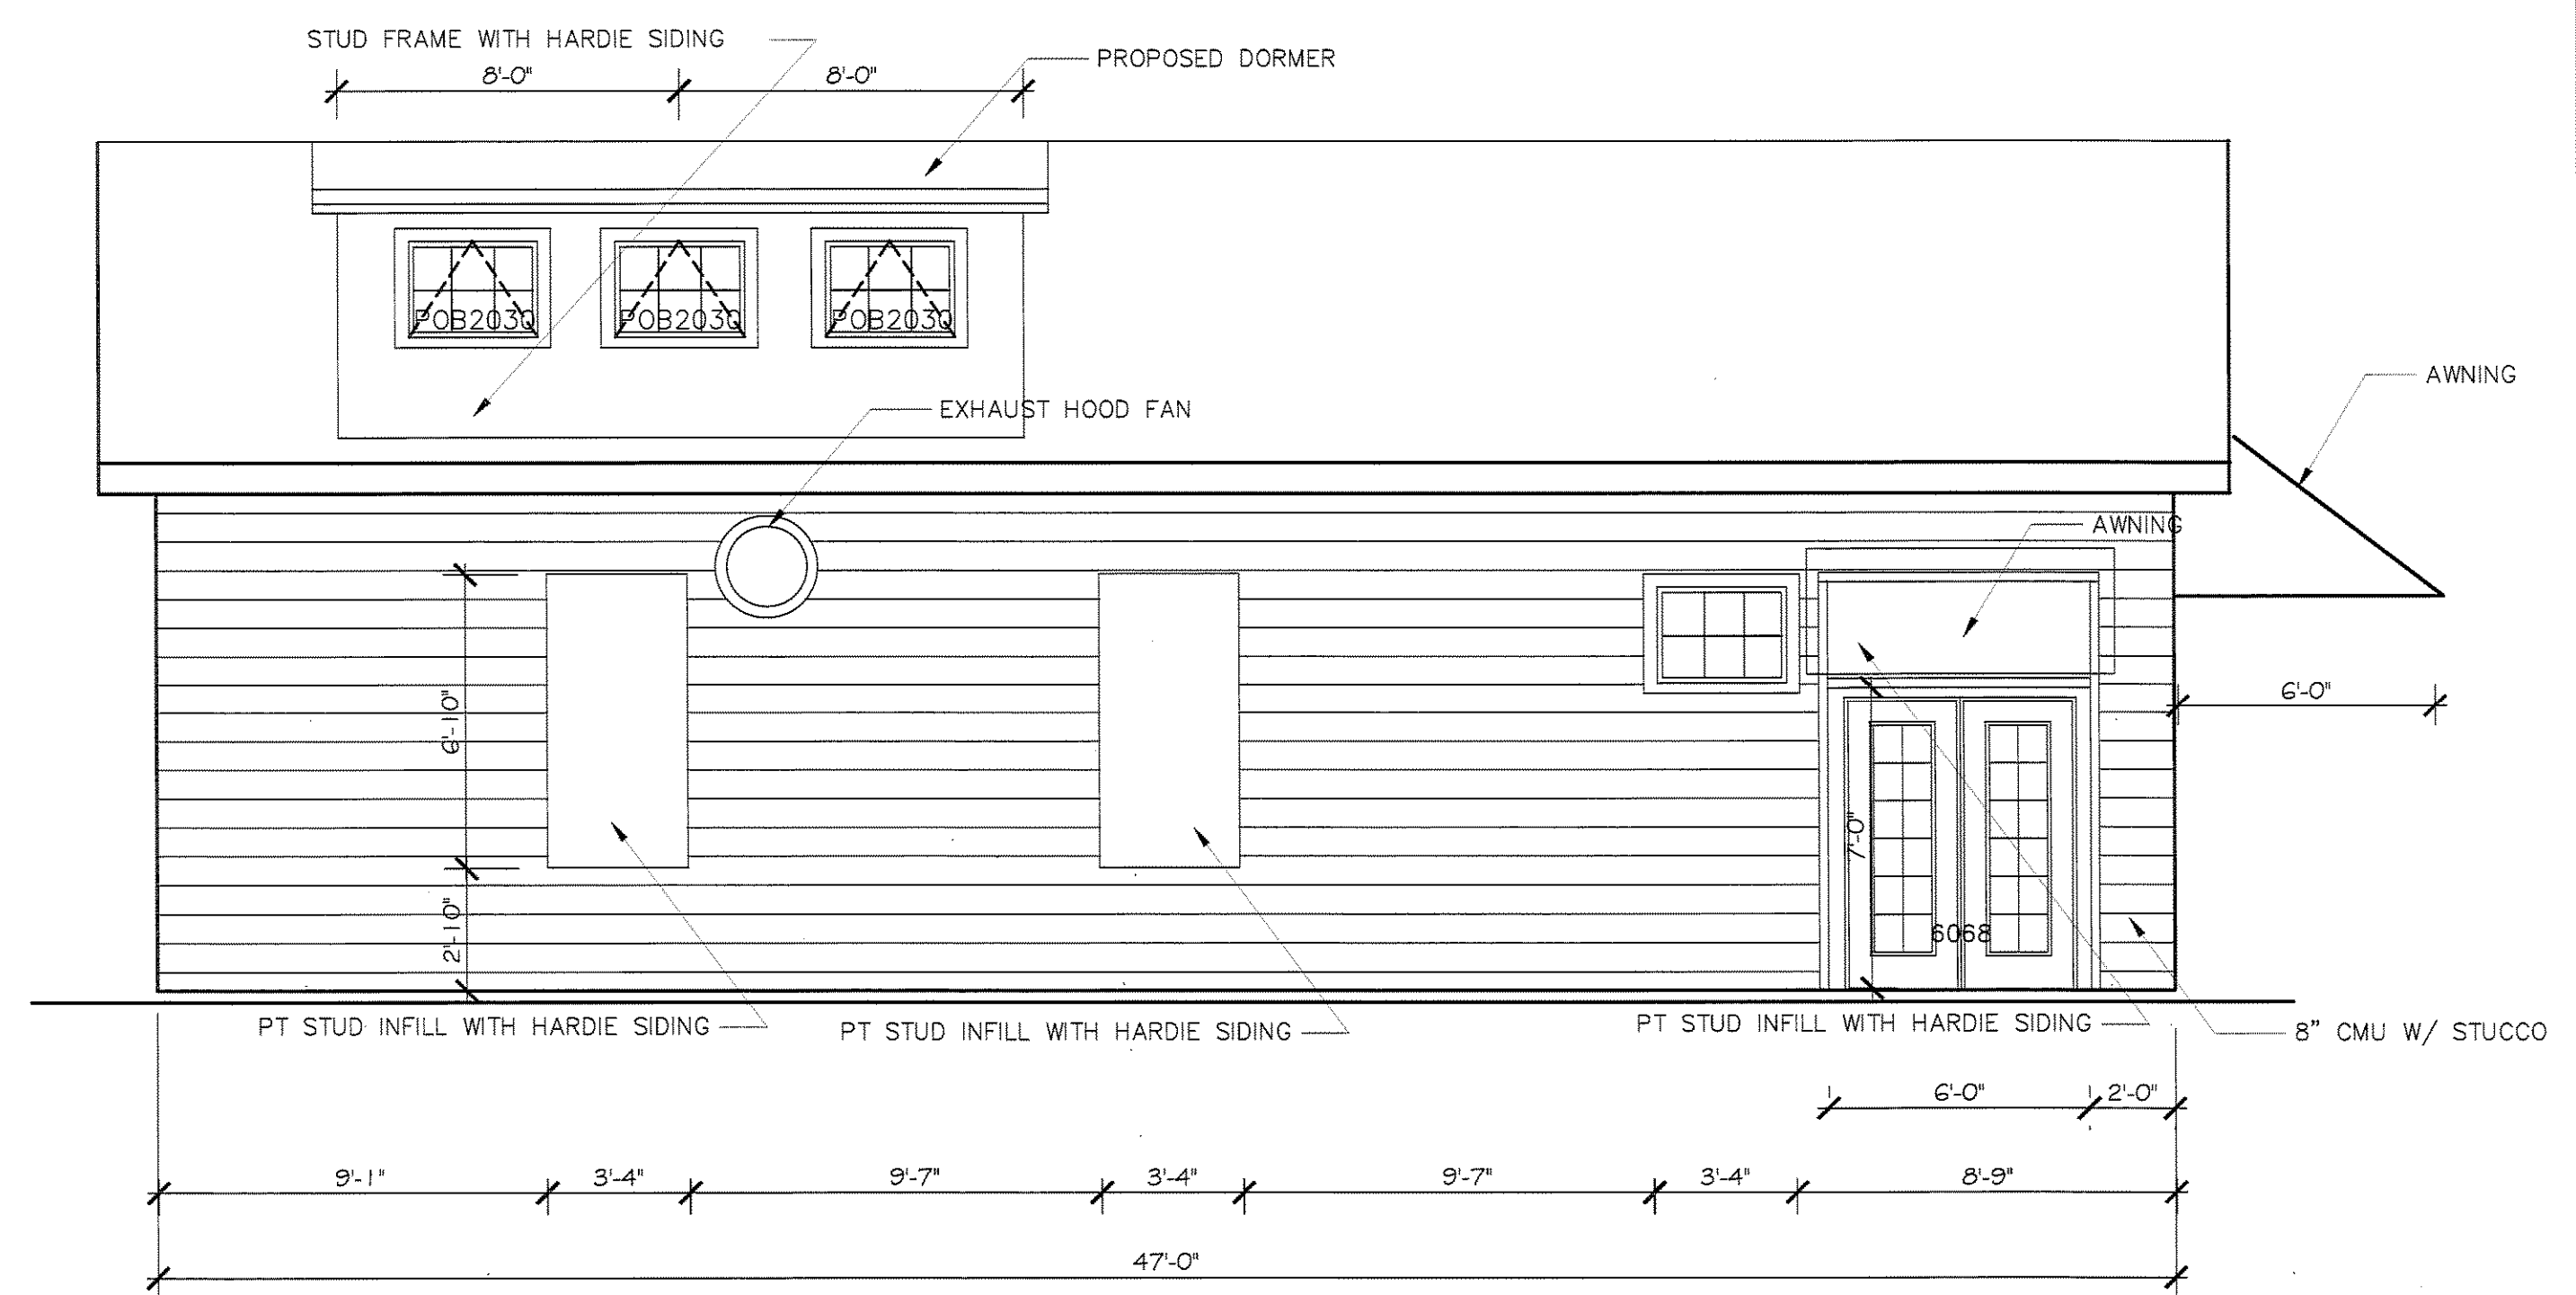 STUD FRAME WITH HARDIE SIDING
PROPOSED DORMER
8'-0" 8'-0"
POB2030 POB2030 POB2030
AWNING
EXHAUST HOOD FAN
AWNING
6'-10"
6'-0"
7'-0"
2'-10"
6068
PT STUD INFILL WITH HARDIE SIDING
PT STUD INFILL WITH HARDIE SIDING
PT STUD INFILL WITH HARDIE SIDING
8" CMU W/ STUCCO
6'-0" 2'-0"
9'-1" 3'-4" 9'-7" 3'-4" 9'-7" 3'-4" 8'-9"
47'-0"